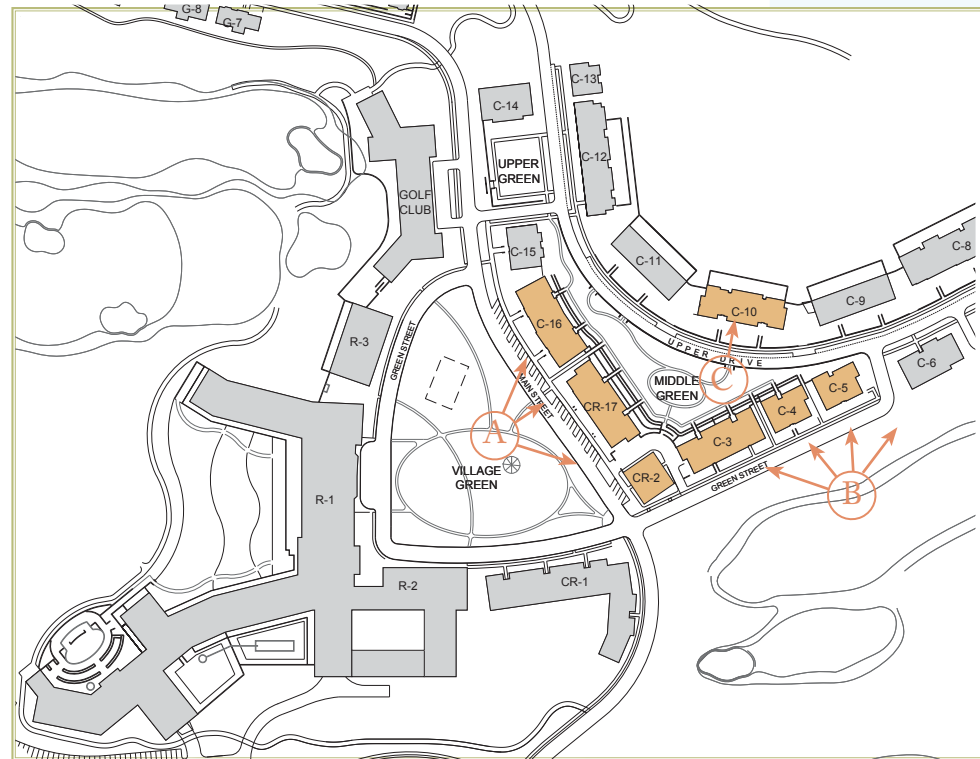 G-8
G-7
C-13
C-14
C-12
UPPER
GREEN
GOLF
CLUB
C-15
C-11
C-8
C-9
C-10
C-16
R-3
GREEN STREET
UPPER DRIVE
C-6
MAIN STREET
MIDDLE
GREEN
C
C-5
CR-17
C-4
A
C-3
VILLAGE
GREEN
CR-2
GREEN STREET
B
R-1
R-2
CR-1